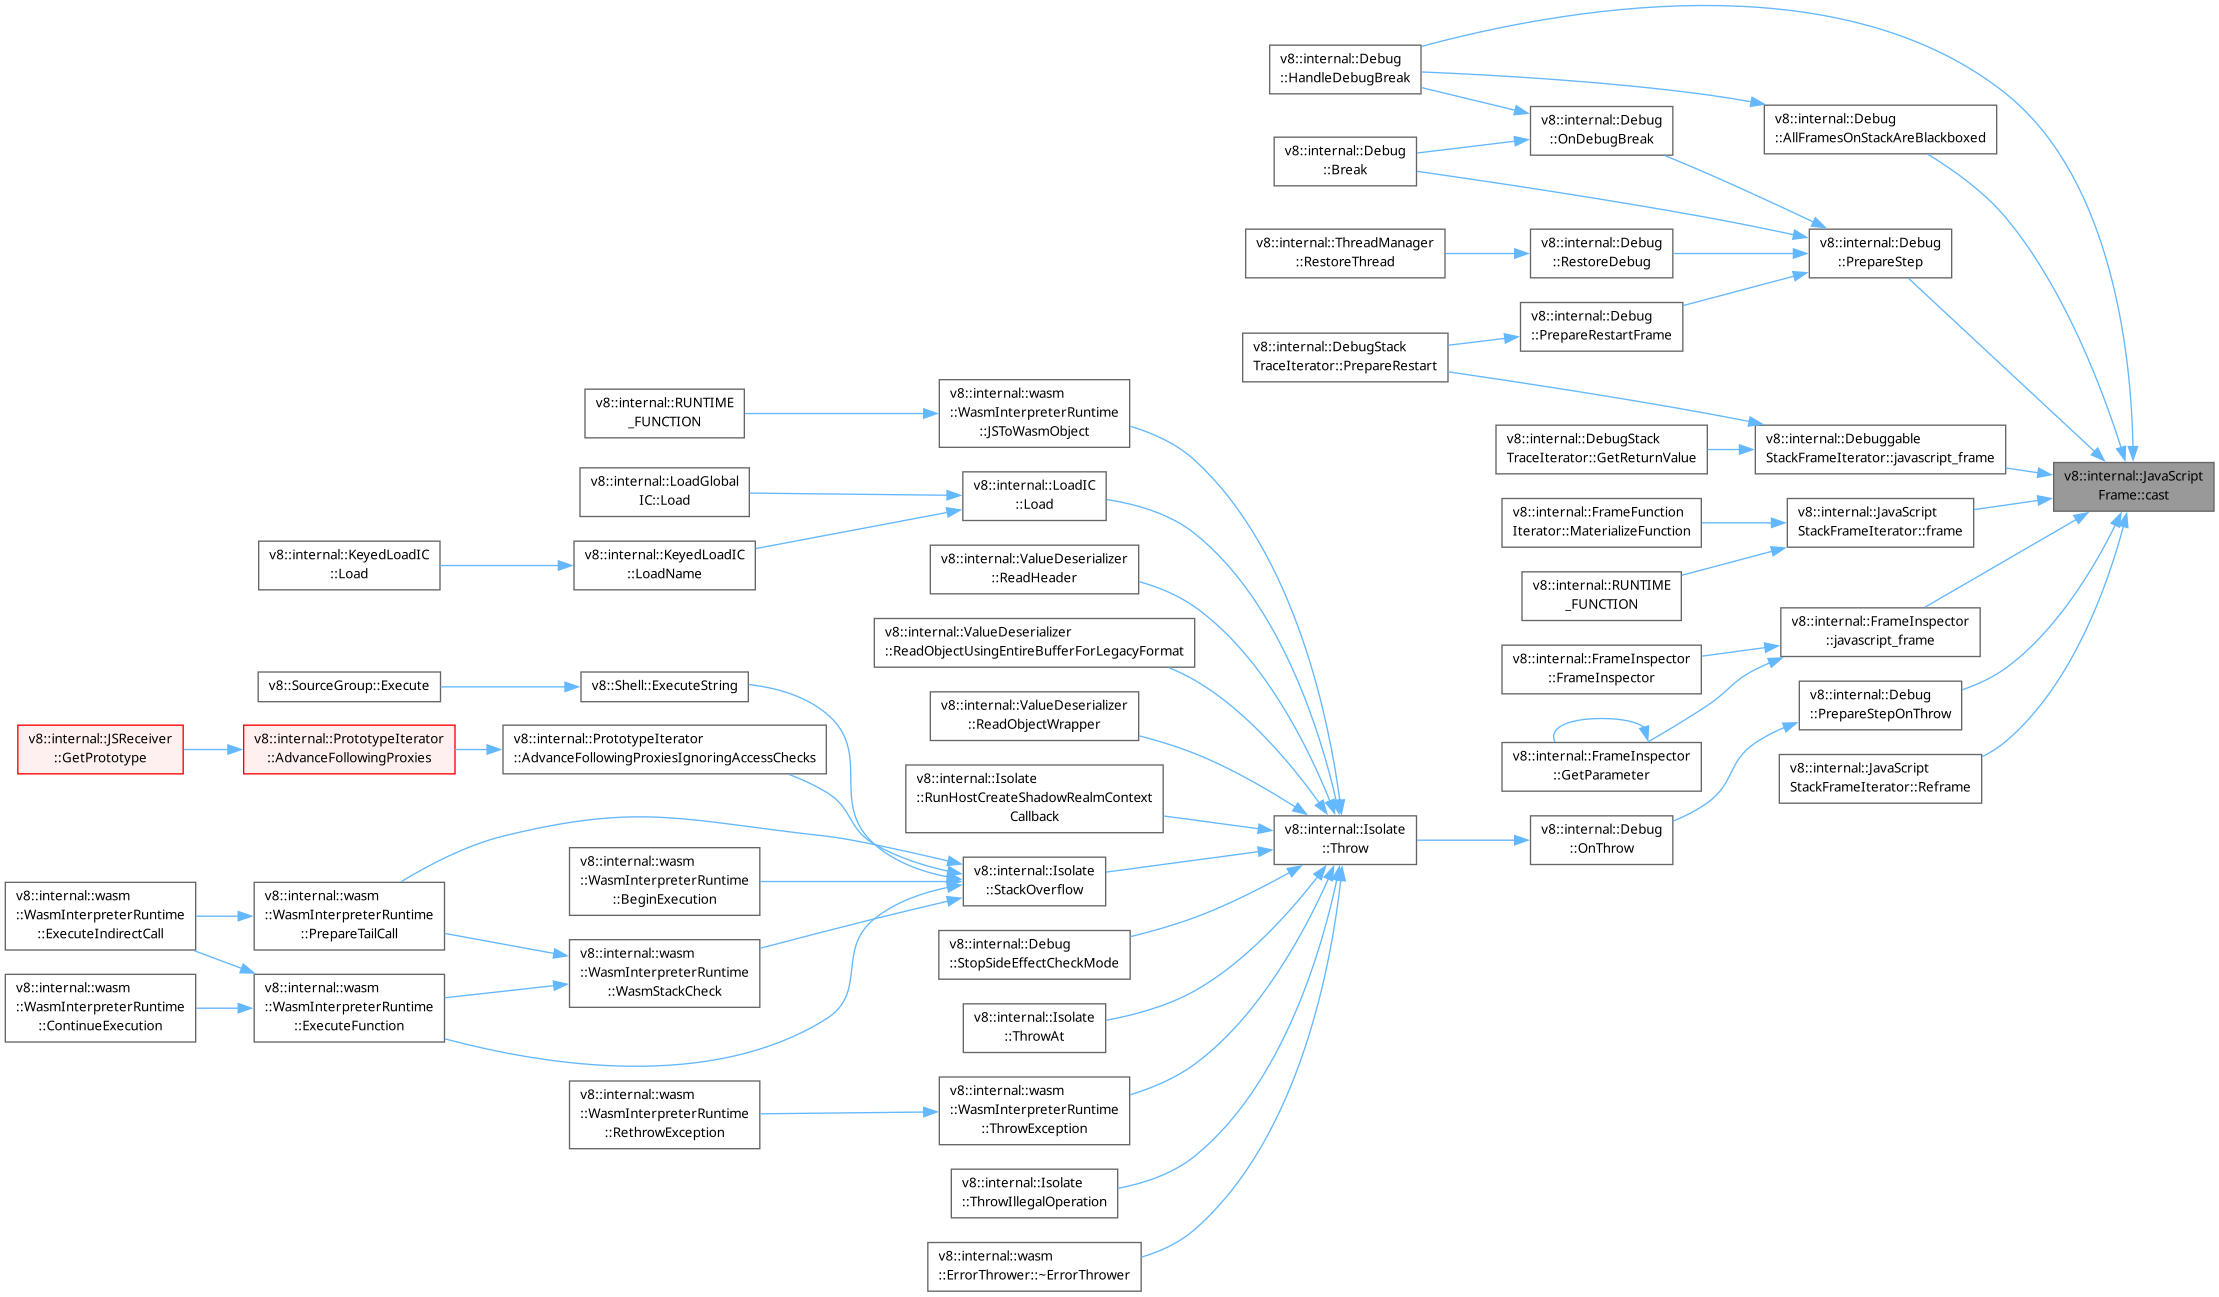 v8::internal::Debug
::HandleDebugBreak
v8::internal::Debug
::OnDebugBreak
v8::internal::Debug
::AllFramesOnStackAreBlackboxed
v8::internal::Debug
::Break
v8::internal::ThreadManager
::RestoreThread
v8::internal::Debug
::RestoreDebug
v8::internal::Debug
::PrepareStep
v8::internal::Debug
::PrepareRestartFrame
v8::internal::DebugStack
TraceIterator::PrepareRestart
v8::internal::RUNTIME
_FUNCTION
v8::internal::wasm
::WasmInterpreterRuntime
::JSToWasmObject
v8::internal::DebugStack
TraceIterator::GetReturnValue
v8::internal::Debuggable
StackFrameIterator::javascript_frame
v8::internal::JavaScript
Frame::cast
v8::internal::LoadGlobal
IC::Load
v8::internal::LoadIC
::Load
v8::internal::FrameFunction
Iterator::MaterializeFunction
v8::internal::JavaScript
StackFrameIterator::frame
v8::internal::KeyedLoadIC
::Load
v8::internal::KeyedLoadIC
::LoadName
v8::internal::ValueDeserializer
::ReadHeader
v8::internal::RUNTIME
_FUNCTION
v8::internal::ValueDeserializer
::ReadObjectUsingEntireBufferForLegacyFormat
v8::internal::FrameInspector
::javascript_frame
v8::internal::FrameInspector
::FrameInspector
v8::SourceGroup::Execute
v8::Shell::ExecuteString
v8::internal::ValueDeserializer
::ReadObjectWrapper
v8::internal::Debug
::PrepareStepOnThrow
v8::internal::JSReceiver
::GetPrototype
v8::internal::PrototypeIterator
::AdvanceFollowingProxies
v8::internal::PrototypeIterator
::AdvanceFollowingProxiesIgnoringAccessChecks
v8::internal::FrameInspector
::GetParameter
v8::internal::JavaScript
StackFrameIterator::Reframe
v8::internal::Isolate
::RunHostCreateShadowRealmContext
Callback
v8::internal::Isolate
::Throw
v8::internal::Debug
::OnThrow
v8::internal::wasm
::WasmInterpreterRuntime
::BeginExecution
v8::internal::Isolate
::StackOverflow
v8::internal::wasm
::WasmInterpreterRuntime
::ExecuteIndirectCall
v8::internal::wasm
::WasmInterpreterRuntime
::PrepareTailCall
v8::internal::Debug
::StopSideEffectCheckMode
v8::internal::wasm
::WasmInterpreterRuntime
::WasmStackCheck
v8::internal::wasm
::WasmInterpreterRuntime
::ContinueExecution
v8::internal::wasm
::WasmInterpreterRuntime
::ExecuteFunction
v8::internal::Isolate
::ThrowAt
v8::internal::wasm
::WasmInterpreterRuntime
::RethrowException
v8::internal::wasm
::WasmInterpreterRuntime
::ThrowException
v8::internal::Isolate
::ThrowIllegalOperation
v8::internal::wasm
::ErrorThrower::~ErrorThrower